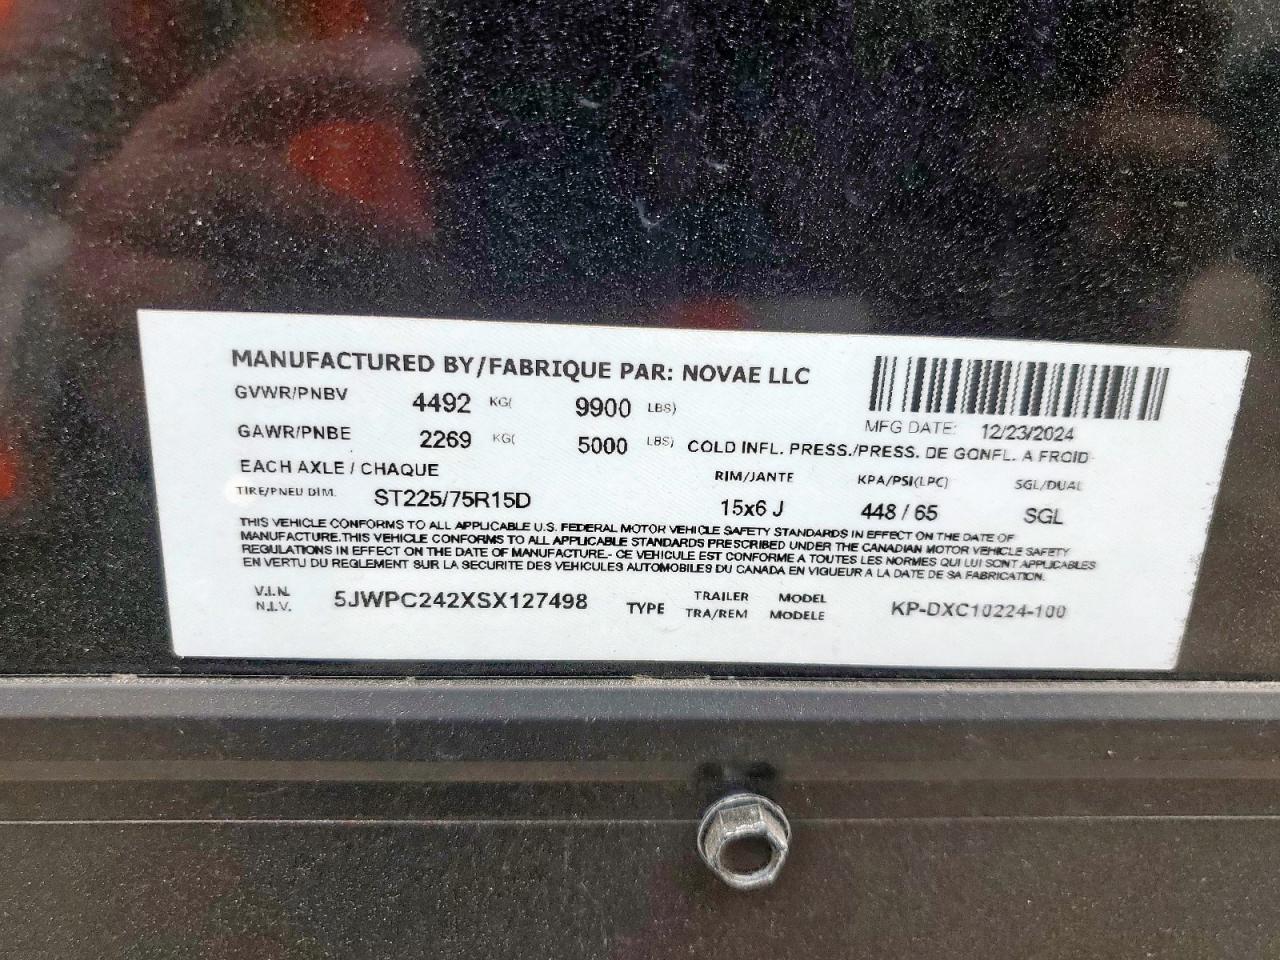 MANUFACTURED BY/FABRIQUE PAR: NOVAE LLC
GVWR/PNBV 4492 KG( 9900 LBS)
MFG DATE: 12/23/2024
GAWR/PNBE 2269 KG( 5000 LBS) COLD INFL. PRESS./PRESS. DE GONFL. A FROID
EACH AXLE / CHAQUE RIM/JANTE KPA/PSI(LPC) SGL/DUAL
TIRE/PNEU DIM. ST225/75R15D 15x6 J 448 / 65 SGL
THIS VEHICLE CONFORMS TO ALL APPLICABLE U.S. FEDERAL MOTOR VEHICLE SAFETY STANDARDS IN EFFECT ON THE DATE OF
MANUFACTURE.THIS VEHICLE CONFORMS TO ALL APPLICABLE STANDARDS PRESCRIBED UNDER THE CANADIAN MOTOR VEHICLE SAFETY
REGULATIONS IN EFFECT ON THE DATE OF MANUFACTURE.- CE VEHICULE EST CONFORME A TOUTES LES NORMES QUI LUI SONT APPLICABLES
EN VERTU DU REGLEMENT SUR LA SECURITE DES VEHICULES AUTOMOBILES DU CANADA EN VIGUEUR A LA DATE DE SA FABRICATION.
V.I.N. 5JWPC242XSX127498 TYPE TRAILER MODEL KP-DXC10224-100
N.I.V. TRA/REM MODELE